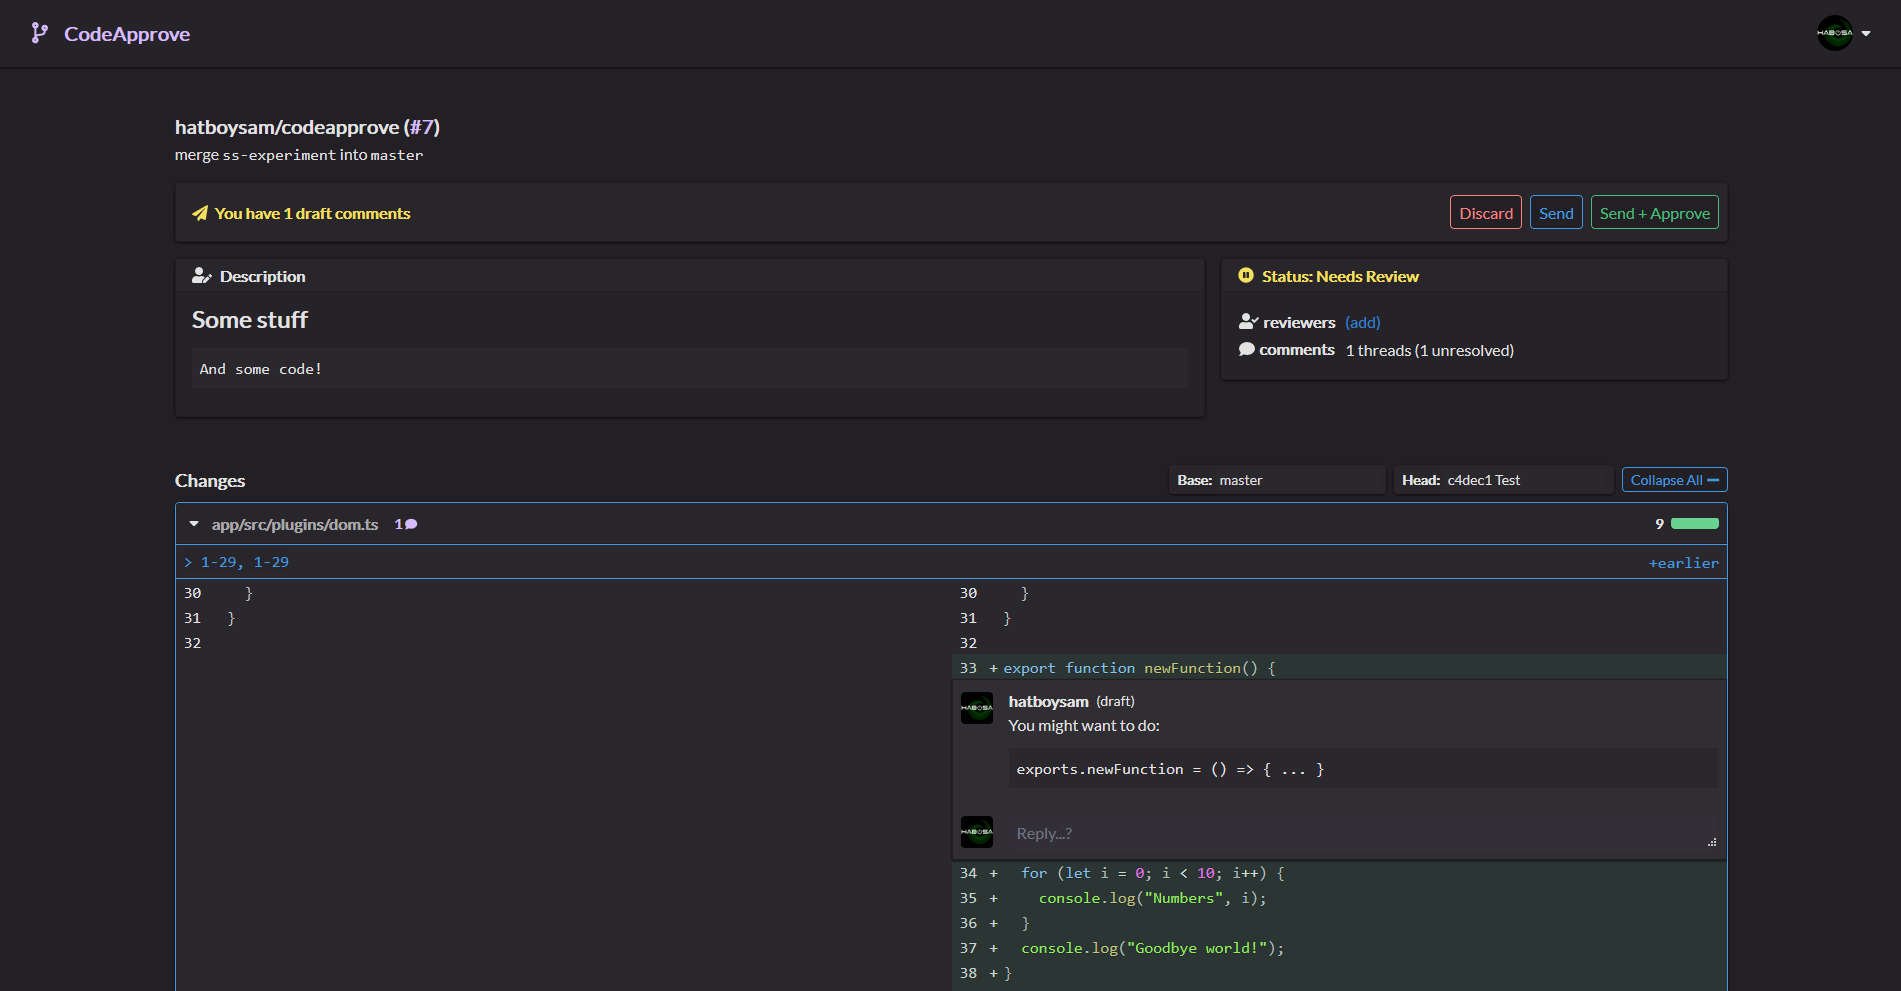 CodeApprove
HABOSA
hatboysam/codeapprove (#7)
merge ss-experiment into master
You have 1 draft comments
Discard
Send
Send + Approve
Description
Some stuff
And some code!
Status: Needs Review
reviewers (add)
comments 1 threads (1 unresolved)
Changes
Base: master
Head: c4dec1 Test
Collapse All
app/src/plugins/dom.ts 1
9
> 1-29, 1-29
+earlier
30 }
31 }
32
30 }
31 }
32
33 + export function newFunction() {
HABOSA
hatboysam (draft)
You might want to do:
exports.newFunction = () => { ... }
HABOSA
Reply...?
34 + for (let i = 0; i < 10; i++) {
35 + console.log("Numbers", i);
36 + }
37 + console.log("Goodbye world!");
38 + }